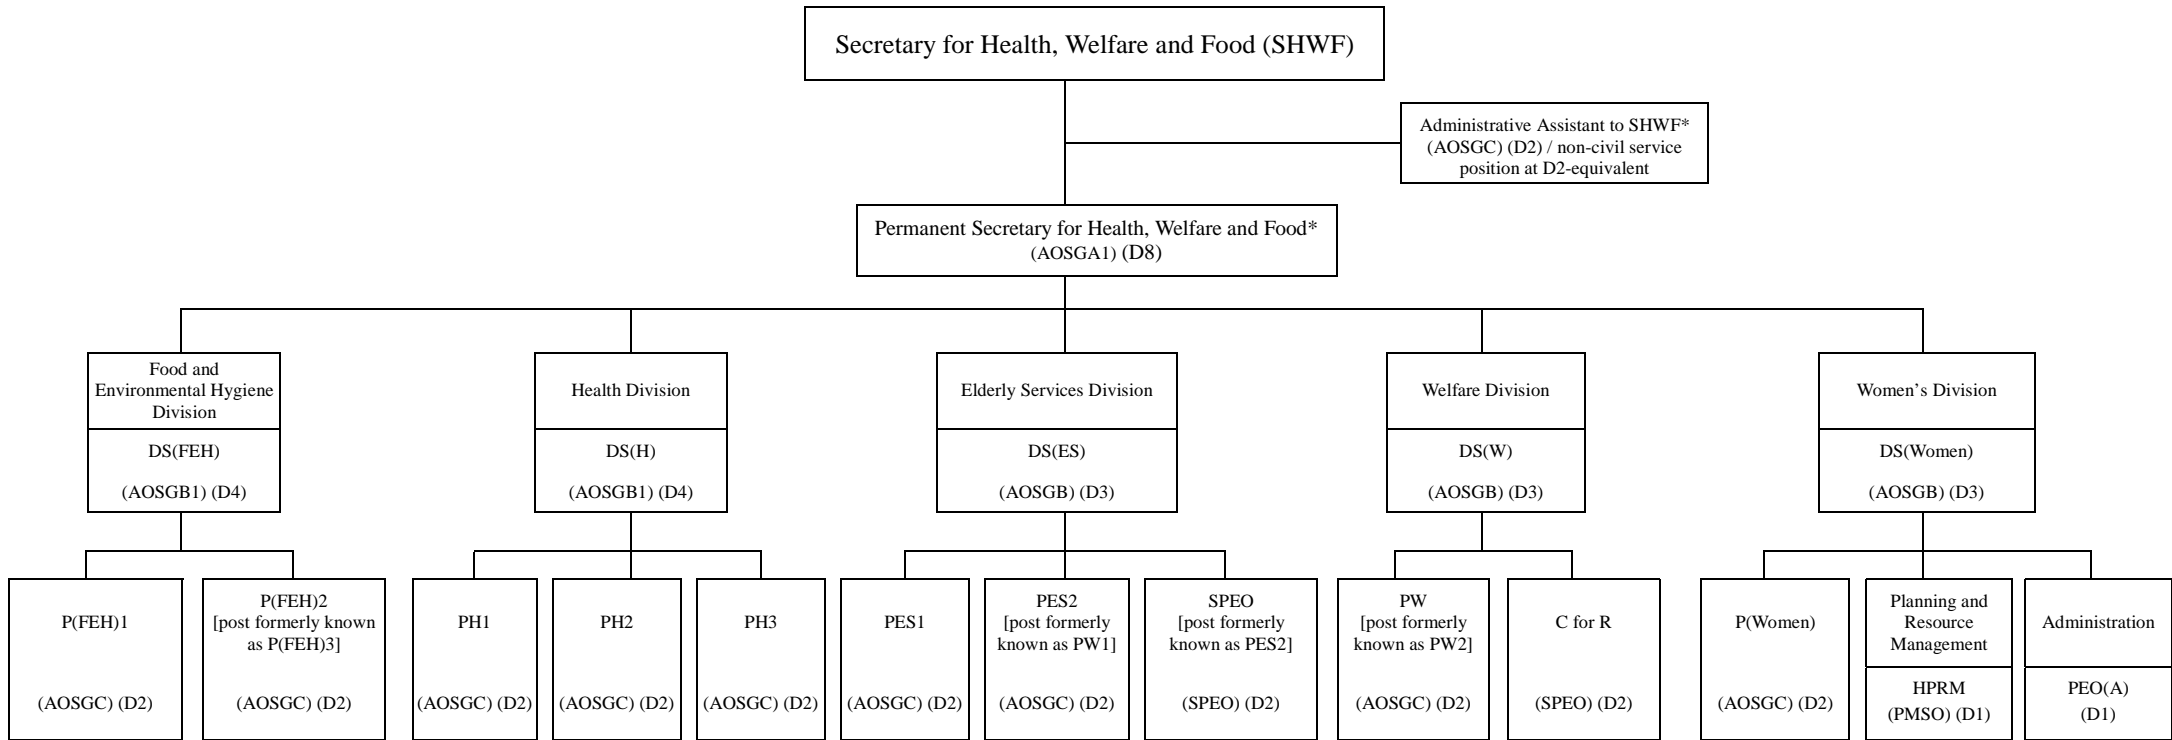 Secretary for Health, Welfare and Food (SHWF)
Administrative Assistant to SHWF*
(AOSGC) (D2) / non-civil service
position at D2-equivalent
Permanent Secretary for Health, Welfare and Food*
(AOSGA1) (D8)
Food and
Environmental Hygiene
Division
DS(FEH)
(AOSGB1) (D4)
Health Division
DS(H)
(AOSGB1) (D4)
Elderly Services Division
DS(ES)
(AOSGB) (D3)
Welfare Division
DS(W)
(AOSGB) (D3)
Women's Division
DS(Women)
(AOSGB) (D3)
P(FEH)1
(AOSGC) (D2)
P(FEH)2
[post formerly known
as P(FEH)3]
(AOSGC) (D2)
PH1
(AOSGC) (D2)
PH2
(AOSGC) (D2)
PH3
(AOSGC) (D2)
PES1
(AOSGC) (D2)
PES2
[post formerly
known as PW1]
(AOSGC) (D2)
SPEO
[post formerly
known as PES2]
(SPEO) (D2)
PW
[post formerly
known as PW2]
(AOSGC) (D2)
C for R
(SPEO) (D2)
P(Women)
(AOSGC) (D2)
Planning and
Resource
Management
HPRM
(PMSO) (D1)
Administration
PEO(A)
(D1)